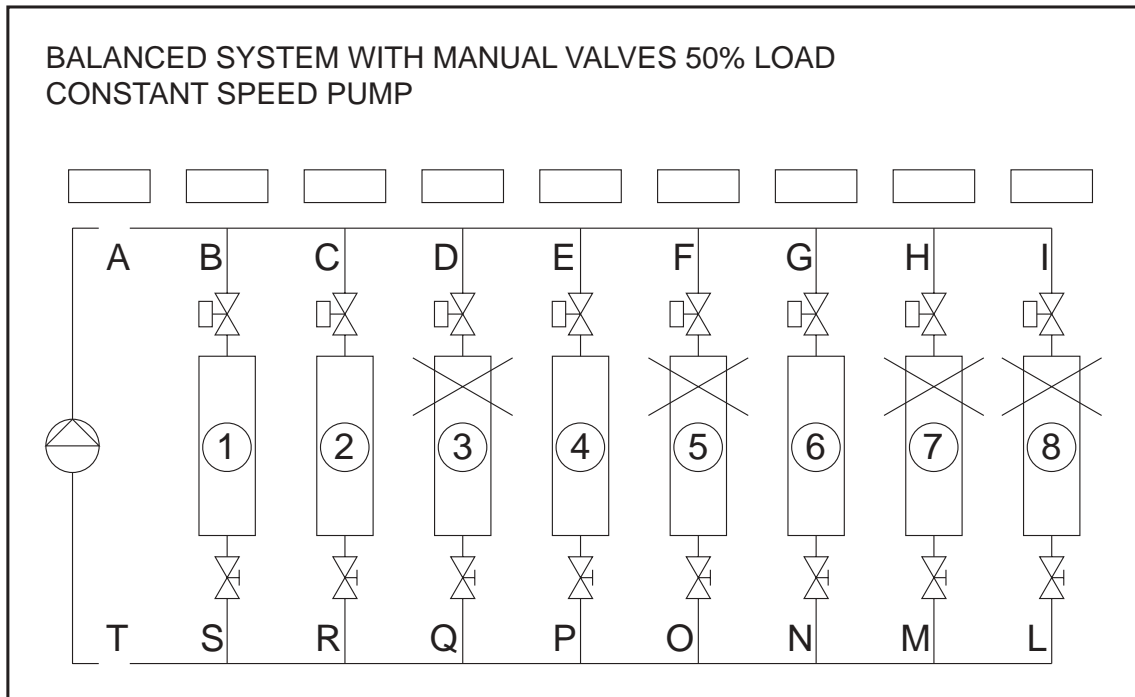 BALANCED SYSTEM WITH MANUAL VALVES 50% LOAD
CONSTANT SPEED PUMP
A B C D E F G H I
1 2 3 4 5 6 7 8
T S R Q P O N M L